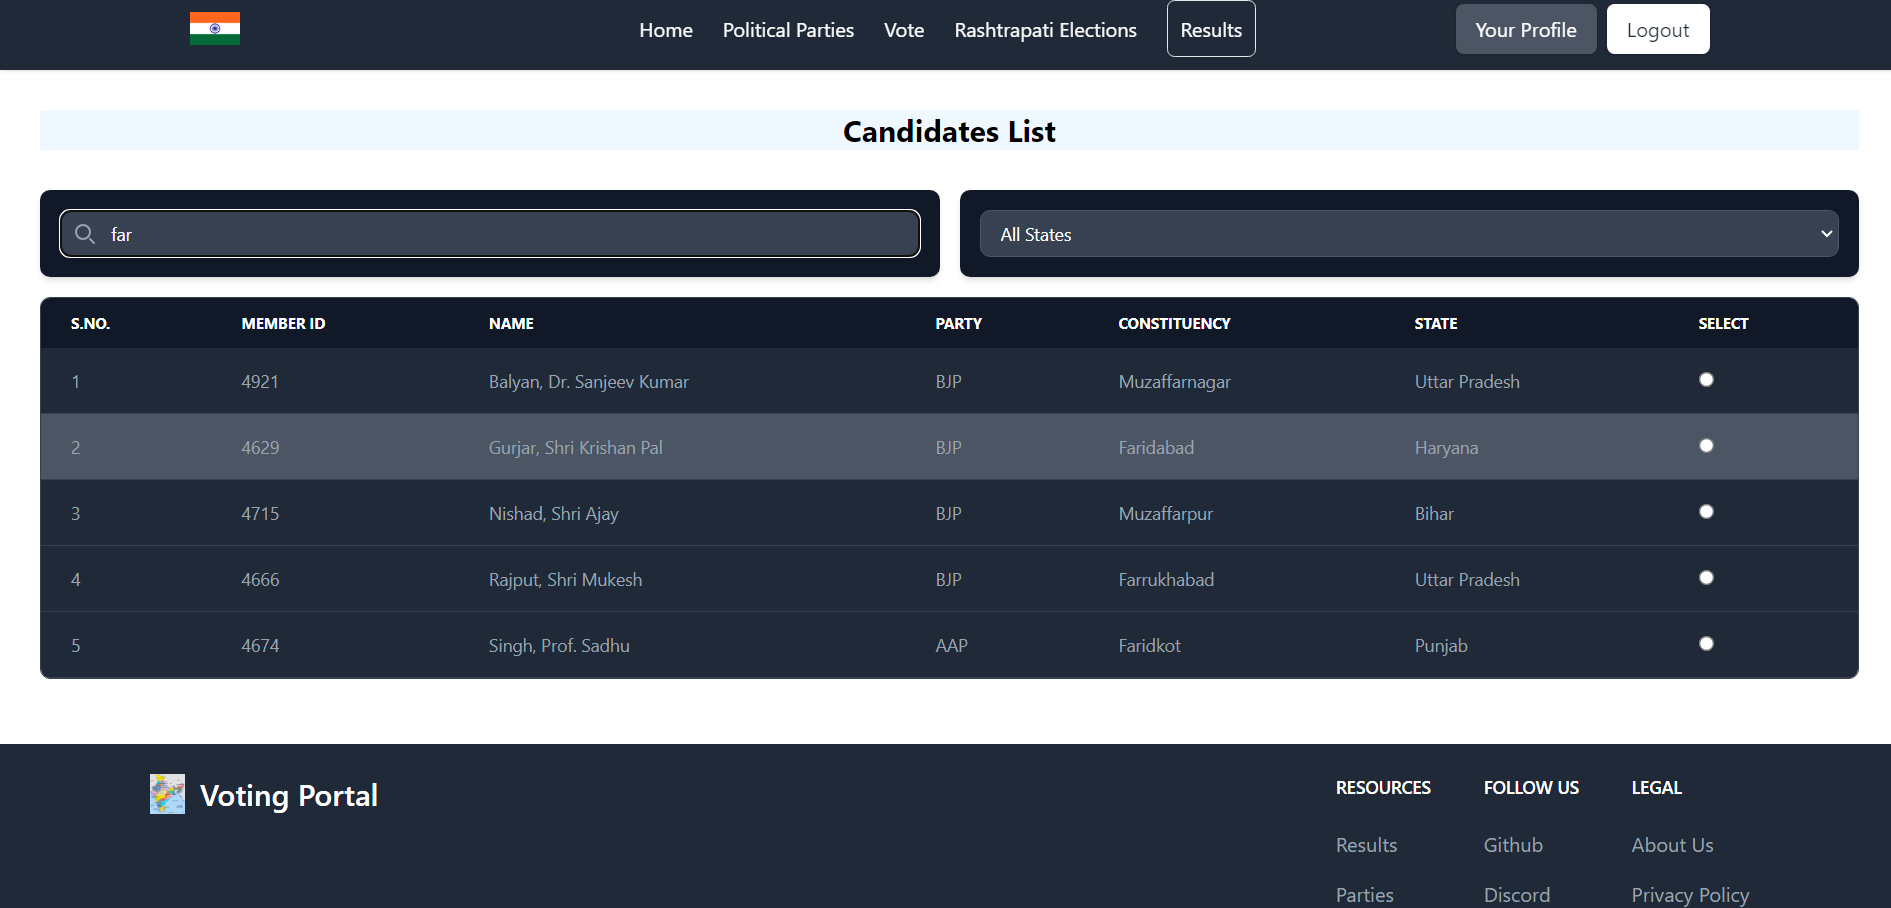 Home Political Parties Vote Rashtrapati Elections Results Your Profile Logout
Candidates List
far
All States
S.NO. MEMBER ID NAME PARTY CONSTITUENCY STATE SELECT
1 4921 Balyan, Dr. Sanjeev Kumar BJP Muzaffarnagar Uttar Pradesh
2 4629 Gurjar, Shri Krishan Pal BJP Faridabad Haryana
3 4715 Nishad, Shri Ajay BJP Muzaffarpur Bihar
4 4666 Rajput, Shri Mukesh BJP Farrukhabad Uttar Pradesh
5 4674 Singh, Prof. Sadhu AAP Faridkot Punjab
Voting Portal
RESOURCES FOLLOW US LEGAL
Results Github About Us
Parties Discord Privacy Policy